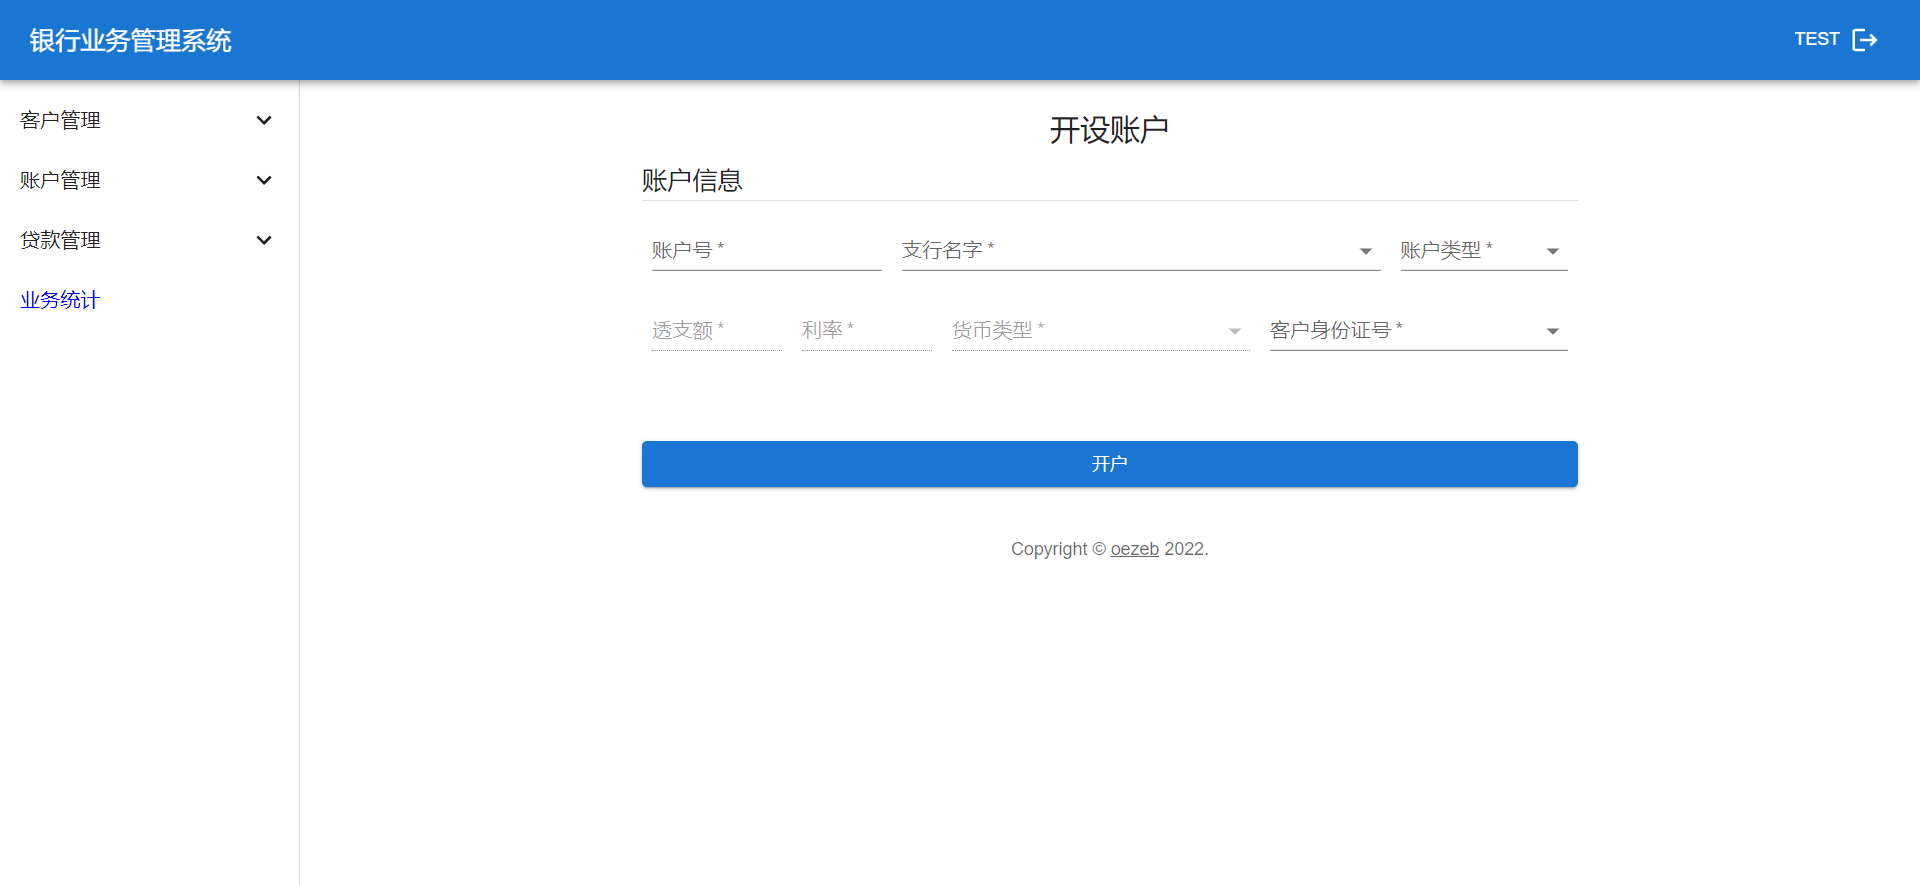 银行业务管理系统
TEST
客户管理
账户管理
贷款管理
业务统计
开设账户
账户信息
账户号 *
支行名字 *
账户类型 *
透支额 *
利率 *
货币类型 *
客户身份证号 *
开户
Copyright © oezeb 2022.